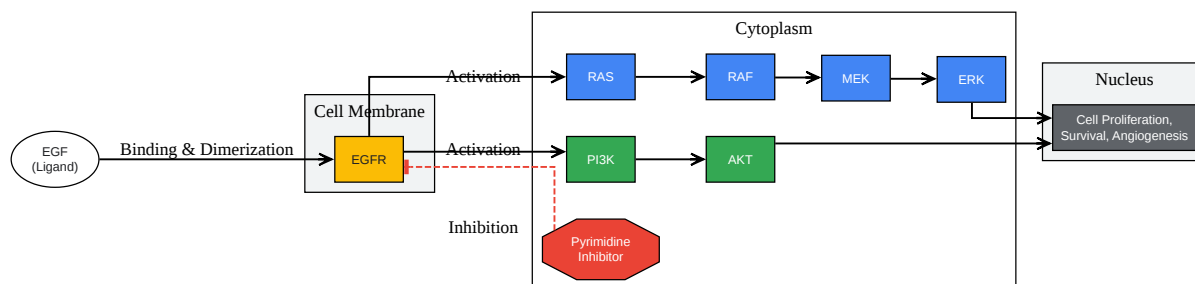 Cytoplasm
Activation
RAS
RAF
MEK
ERK
Nucleus
Cell Membrane
Cell Proliferation,
Survival, Angiogenesis
EGF
(Ligand)
Binding & Dimerization
EGFR
Activation
PI3K
AKT
Inhibition
Pyrimidine
Inhibitor